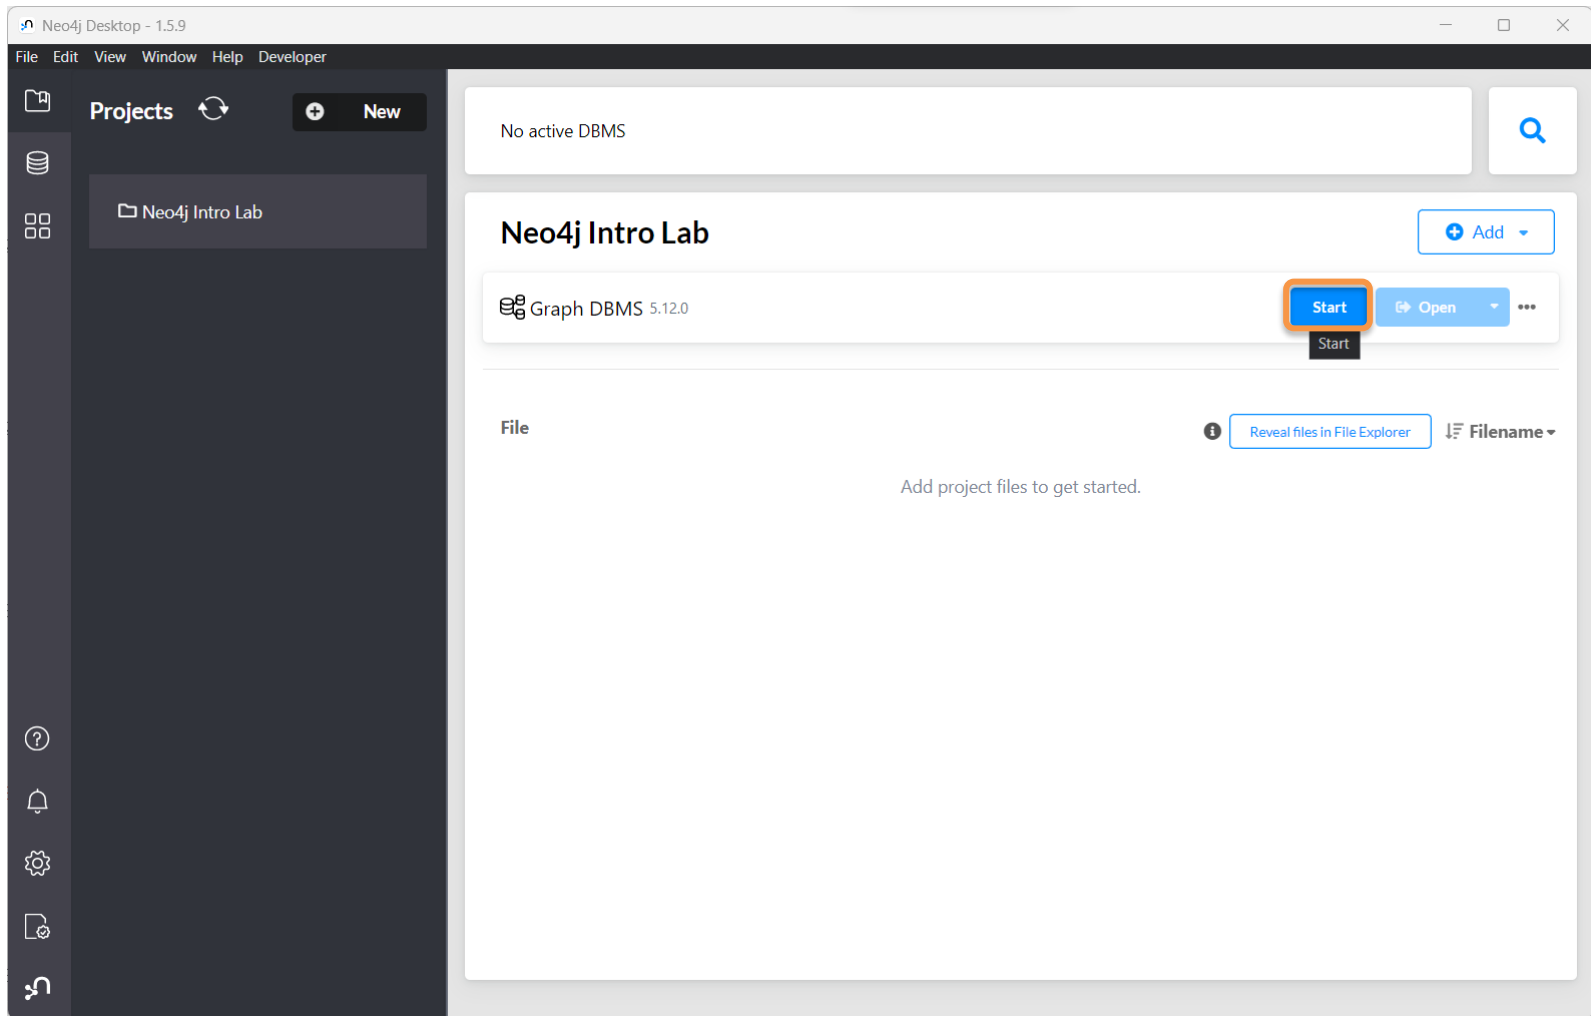 Neo4j Desktop - 1.5.9
File Edit View Window Help Developer
Projects
New
Neo4j Intro Lab
No active DBMS
Neo4j Intro Lab
Add
Graph DBMS 5.12.0
Start
Open
Start
File
Reveal files in File Explorer
Filename
Add project files to get started.